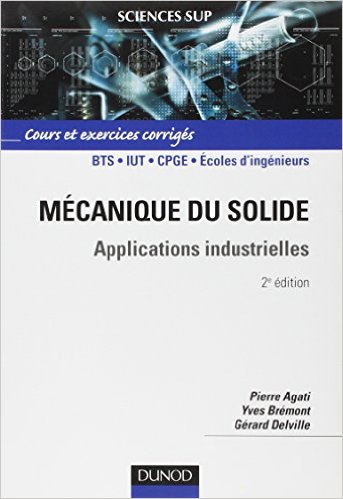 SCIENCES SUP
Cours et exercices corrigés
BTS • IUT • CPGE • Écoles d'ingénieurs
MÉCANIQUE DU SOLIDE
Applications industrielles
2e édition
Pierre Agati
Yves Brémont
Gérard Delville
DUNOD